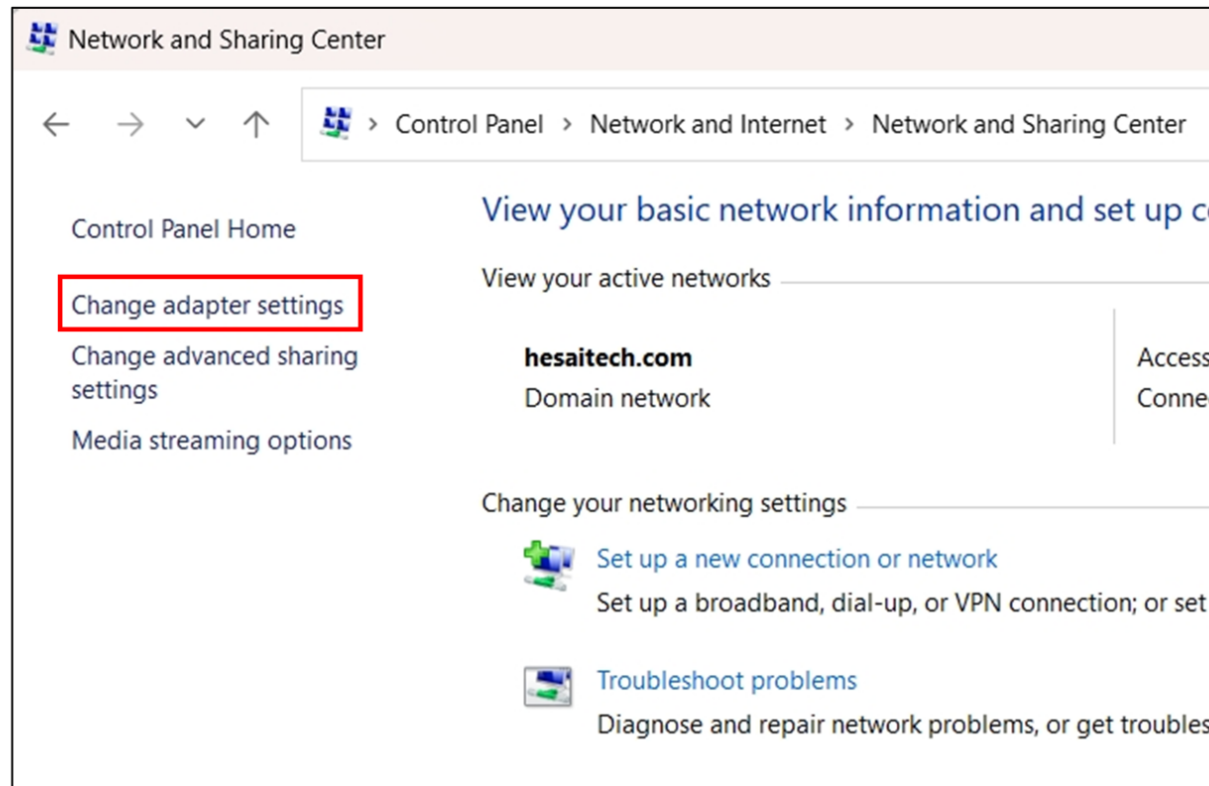 Network and Sharing Center
Control Panel > Network and Internet > Network and Sharing Center
Control Panel Home
Change adapter settings
Change advanced sharing
settings
Media streaming options
View your basic network information and set up
View your active networks
hesaitech.com
Domain network
Access
Change your networking settings
Set up a new connection or network
Set up a broadband, dial-up, or VPN connection; or set
Troubleshoot problems
Diagnose and repair network problems, or get